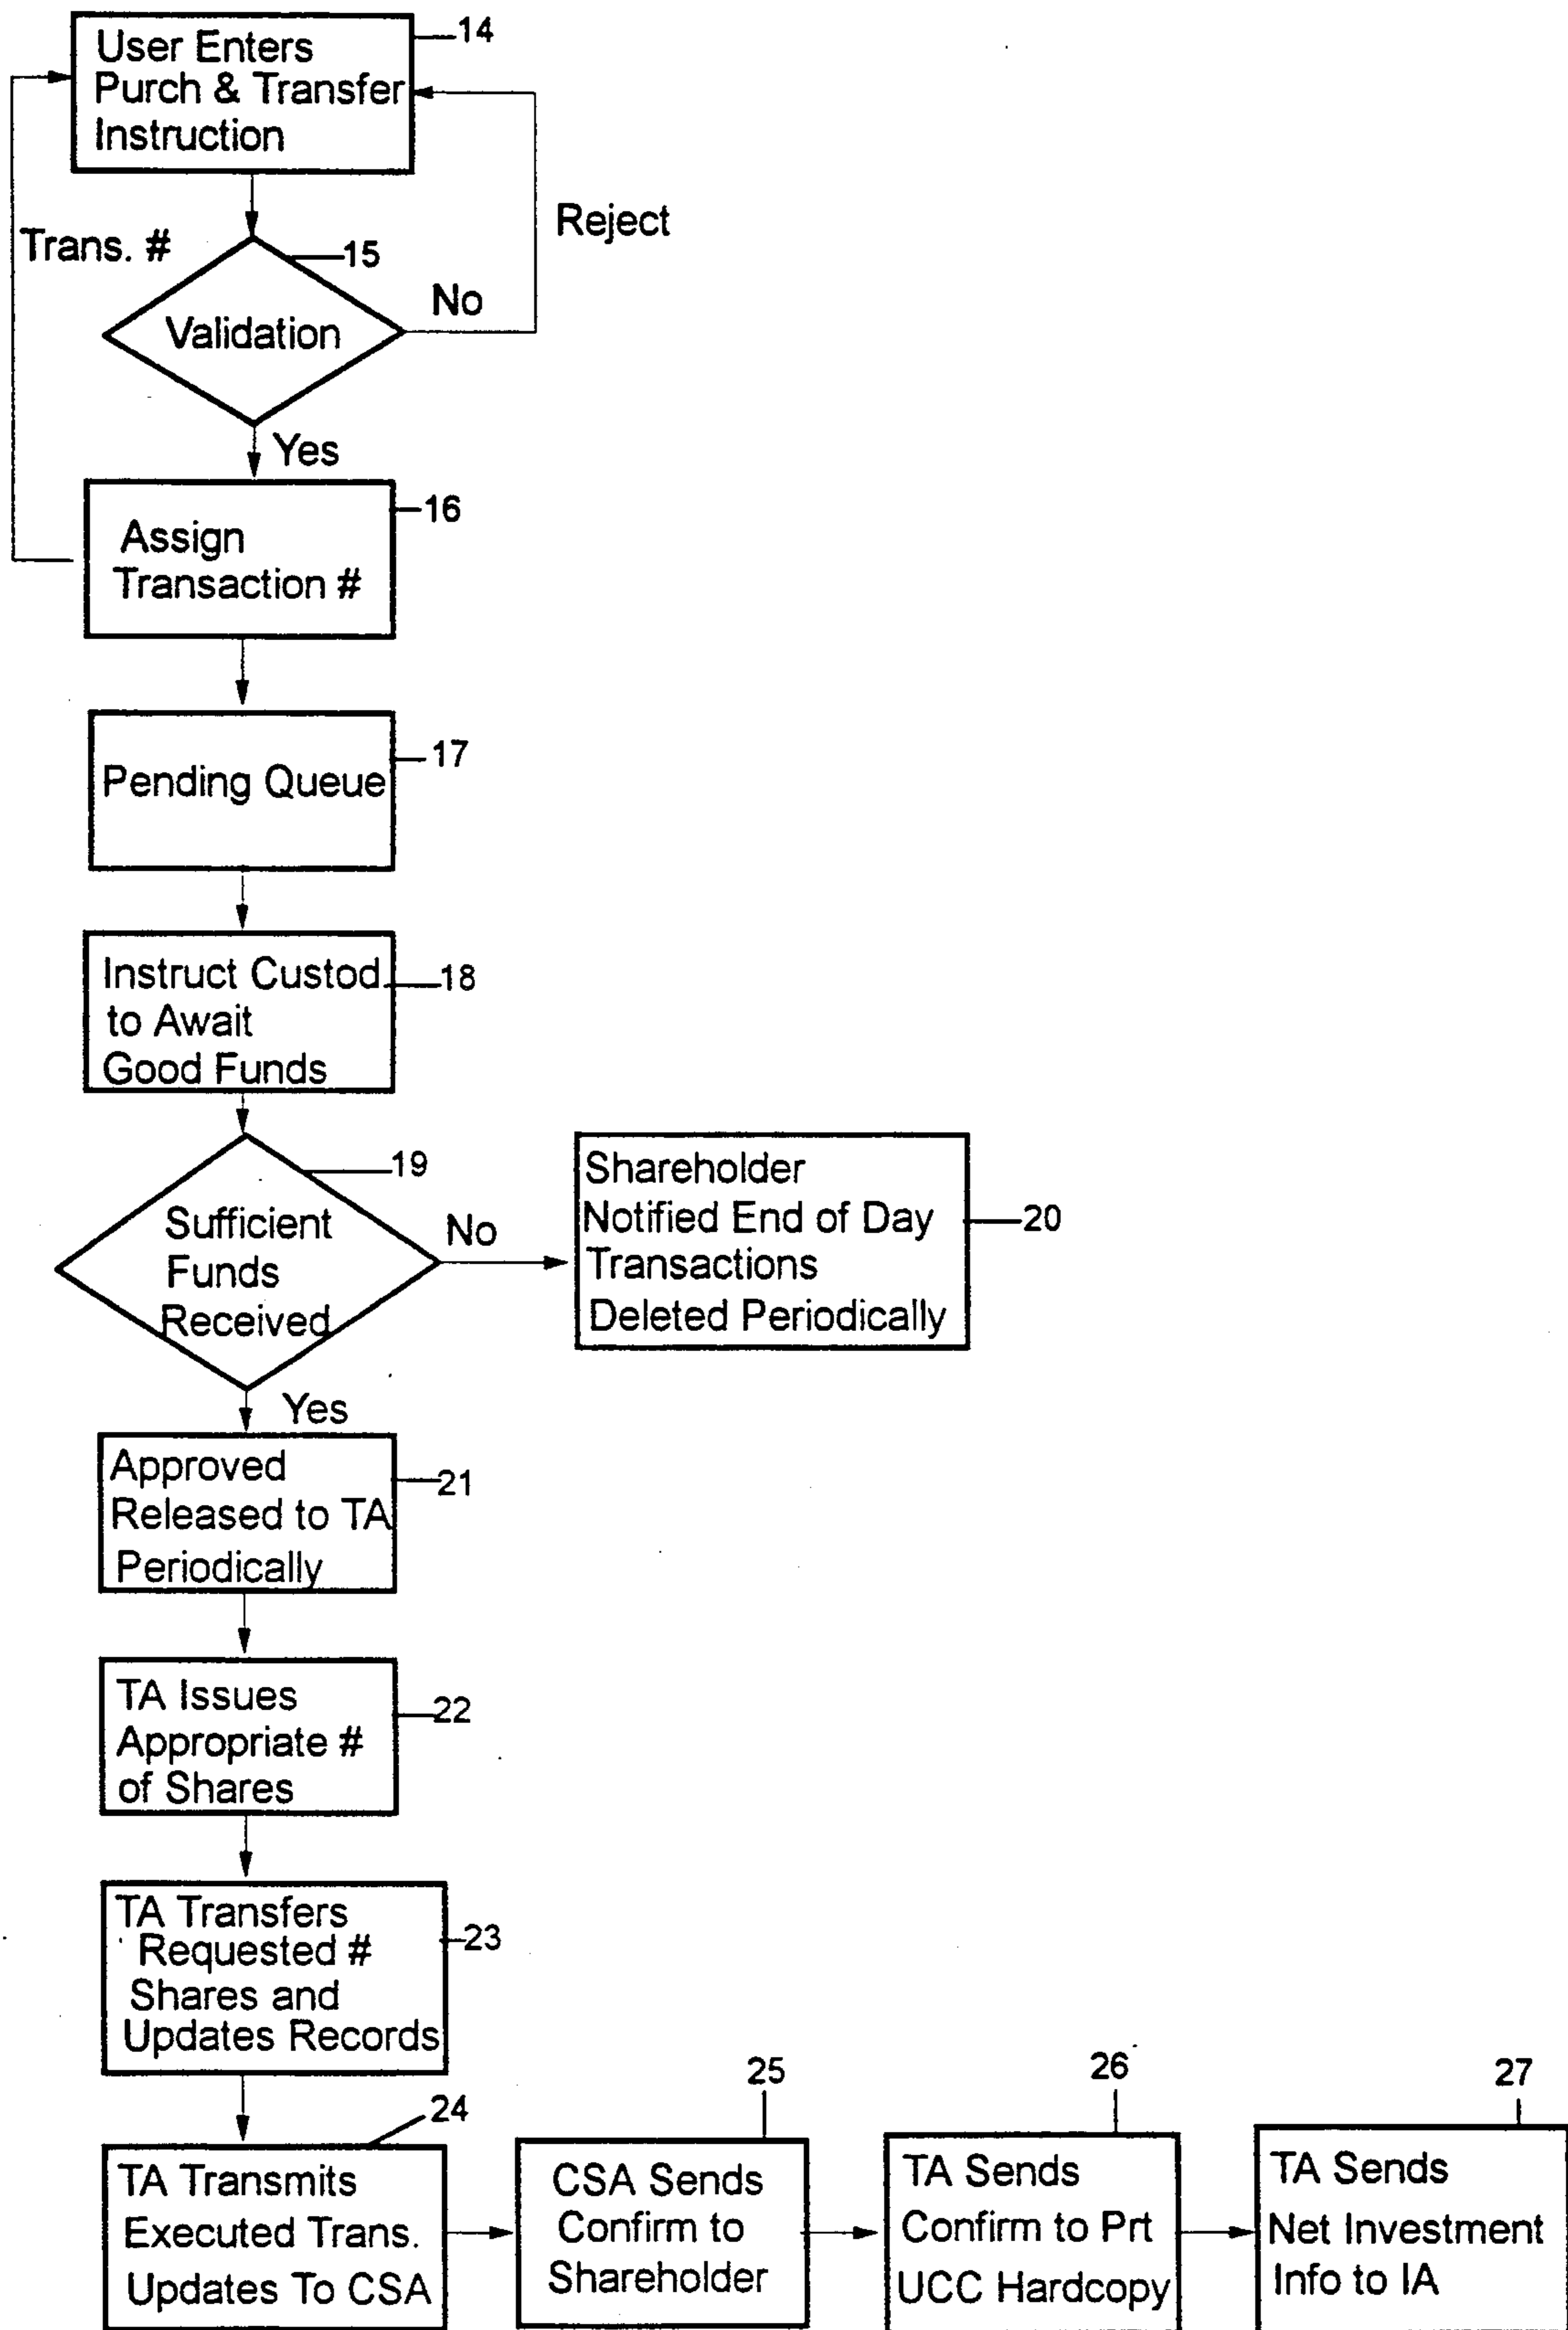 User Enters
Purch & Transfer
Instruction
14
Trans. #
Reject
15
Validation
No
Yes
16
Assign
Transaction #
17
Pending Queue
18
Instruct Custod
to Await
Good Funds
19
Sufficient
Funds
Received
No
Shareholder
Notified End of Day
Transactions
Deleted Periodically
20
Yes
Approved
Released to TA
Periodically
21
TA Issues
Appropriate #
of Shares
22
TA Transfers
Requested #
Shares and
Updates Records
23
24
TA Transmits
Executed Trans.
Updates To CSA
25
CSA Sends
Confirm to
Shareholder
26
TA Sends
Confirm to Prt
UCC Hardcopy
27
TA Sends
Net Investment
Info to IA